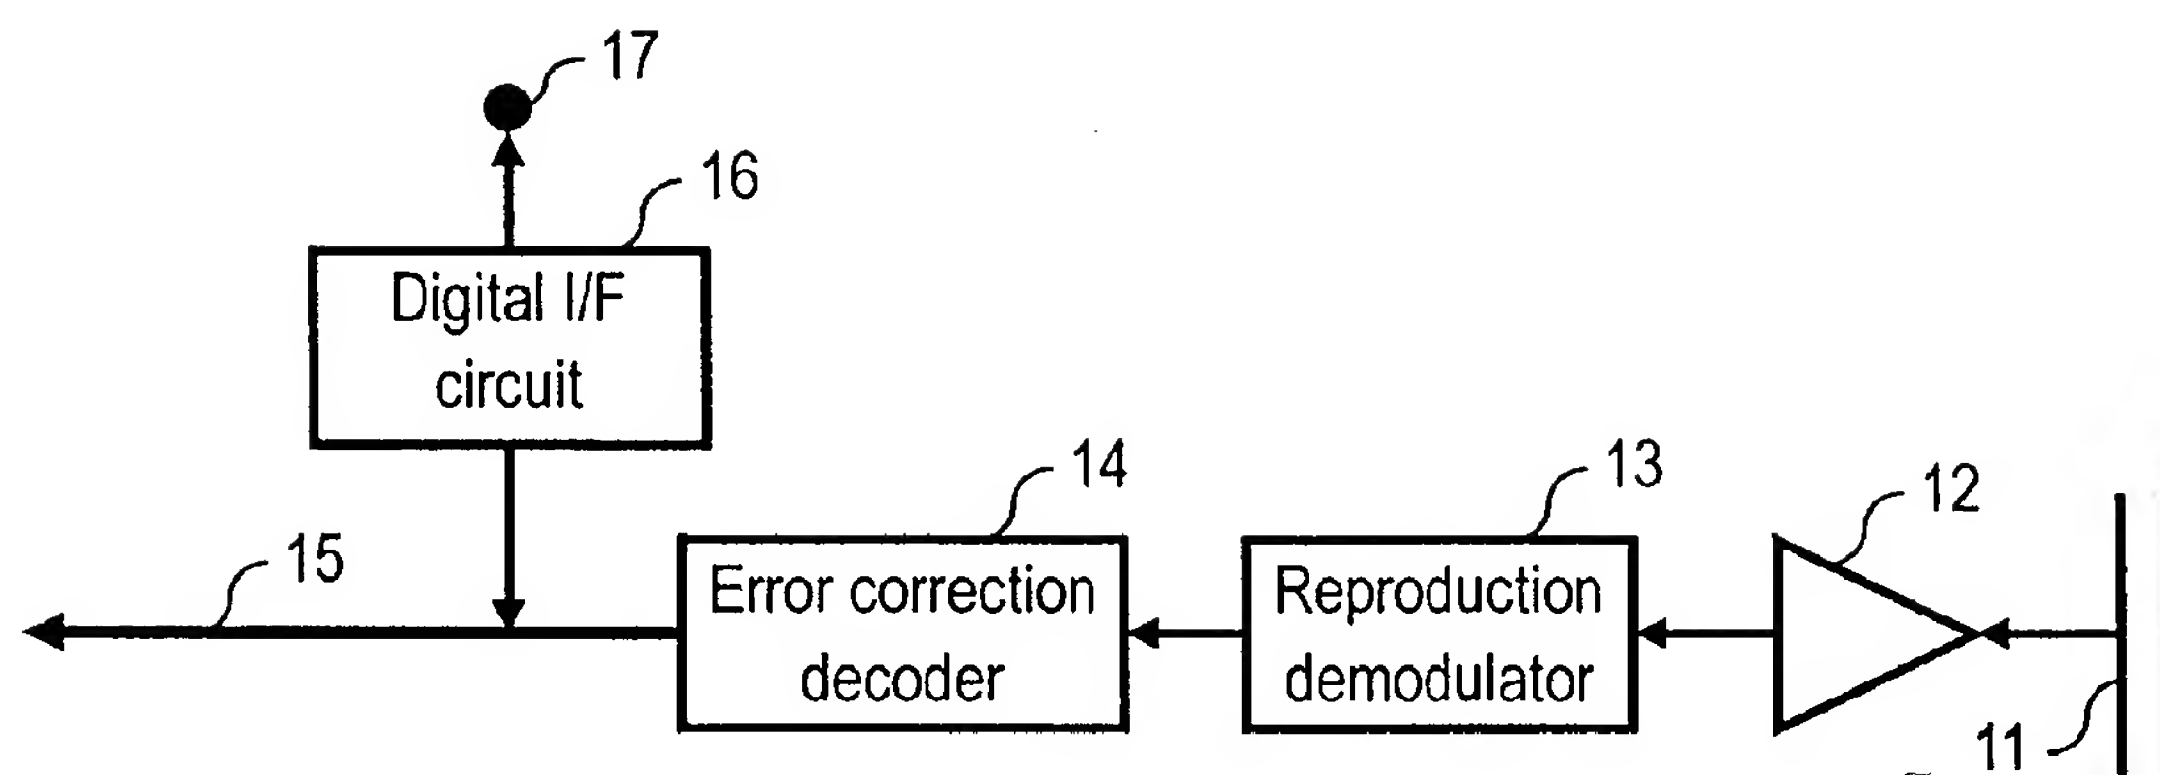 17
16
Digital I/F
circuit
14
13
12
15
Error correction
decoder
Reproduction
demodulator
11